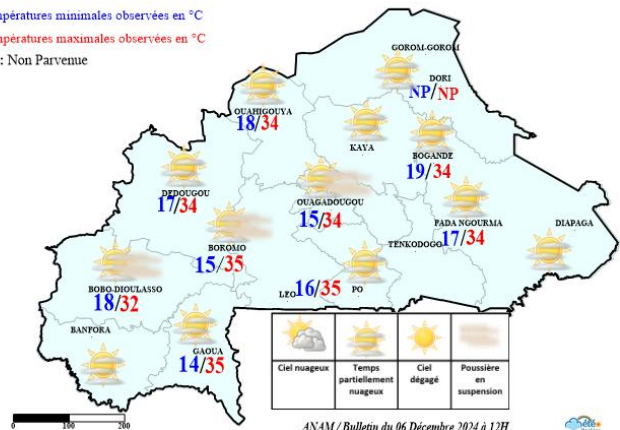 mpératures minimales observées en °C
mpératures maximales observées en °C
: Non Parvenue
GOROM-GOROM
DORI
NP/NP
OUAHIGOUYA
18/34
KAYA
BOGANDE
19/34
DEDOUGOU
17/34
OUAGADOUGOU
15/34
FADA NGOURMA
17/34
DIAPAGA
BOROMO
15/35
TENKODOGO
BOBO-DIOULASSO
18/32
LEO
16/35
PO
BANFORA
GAOUA
14/35
Ciel nuageux
Temps partiellement nuageux
Ciel dégagé
Poussière en suspension
0 100 200
ANAM / Bulletin du 06 Décembre 2024 à 12H